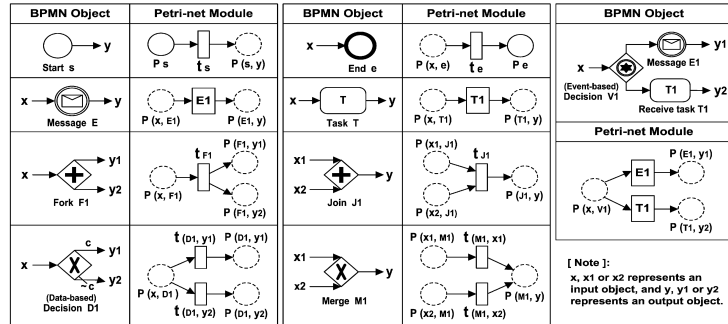 BPMN Object
Petri-net Module
x
y
Start s
P s
t s
P (s, y)
x
y
Message E
P (x, E1)
E1
P (E1, y)
x
y1
y2
Fork F1
P (x, F1)
t F1
P (F1, y1)
P (F1, y2)
x
c
y1
~ c
y2
(Data-based)
Decision D1
P (x, D1)
t (D1, y1)
P (D1, y1)
t (D1, y2)
P (D1, y2)
BPMN Object
Petri-net Module
x
End e
P (x, e)
t e
P e
x
T
y
Task T
P (x, T1)
T1
P (T1, y)
x1
x2
y
Join J1
P (x1, J1)
P (x2, J1)
t J1
P (J1, y)
x1
x2
X
y
Merge M1
P (x1, M1)
t (M1, x1)
P (M1, y)
P (x2, M1)
t (M1, x2)
BPMN Object
x
y1
Message E1
(Event-based)
Decision V1
T1
y2
Receive task T1
Petri-net Module
P (x, V1)
E1
P (E1, y1)
T1
P (T1, y2)
[ Note ]:
x, x1 or x2 represents an
input object, and y, y1 or y2
represents an output object.